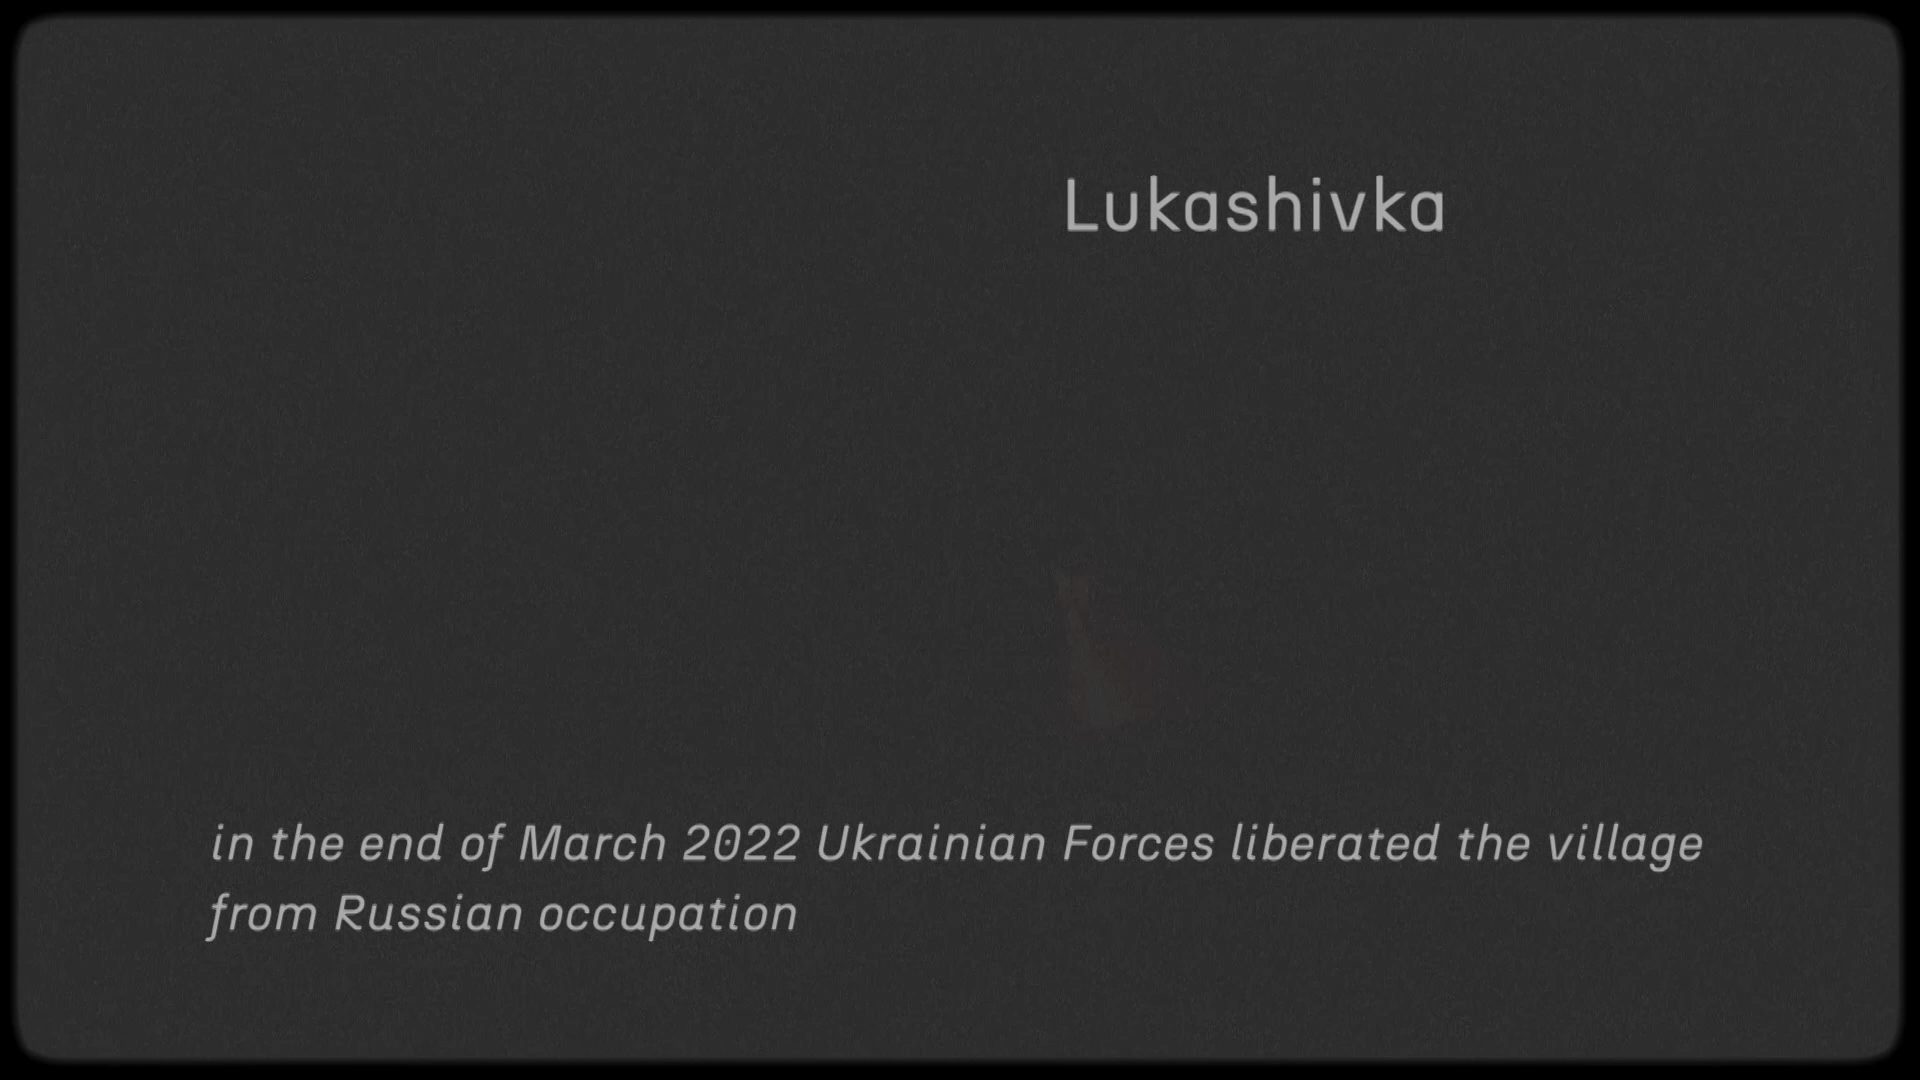 Lukashivka
in the end of March 2022 Ukrainian Forces liberated the village
from Russian occupation